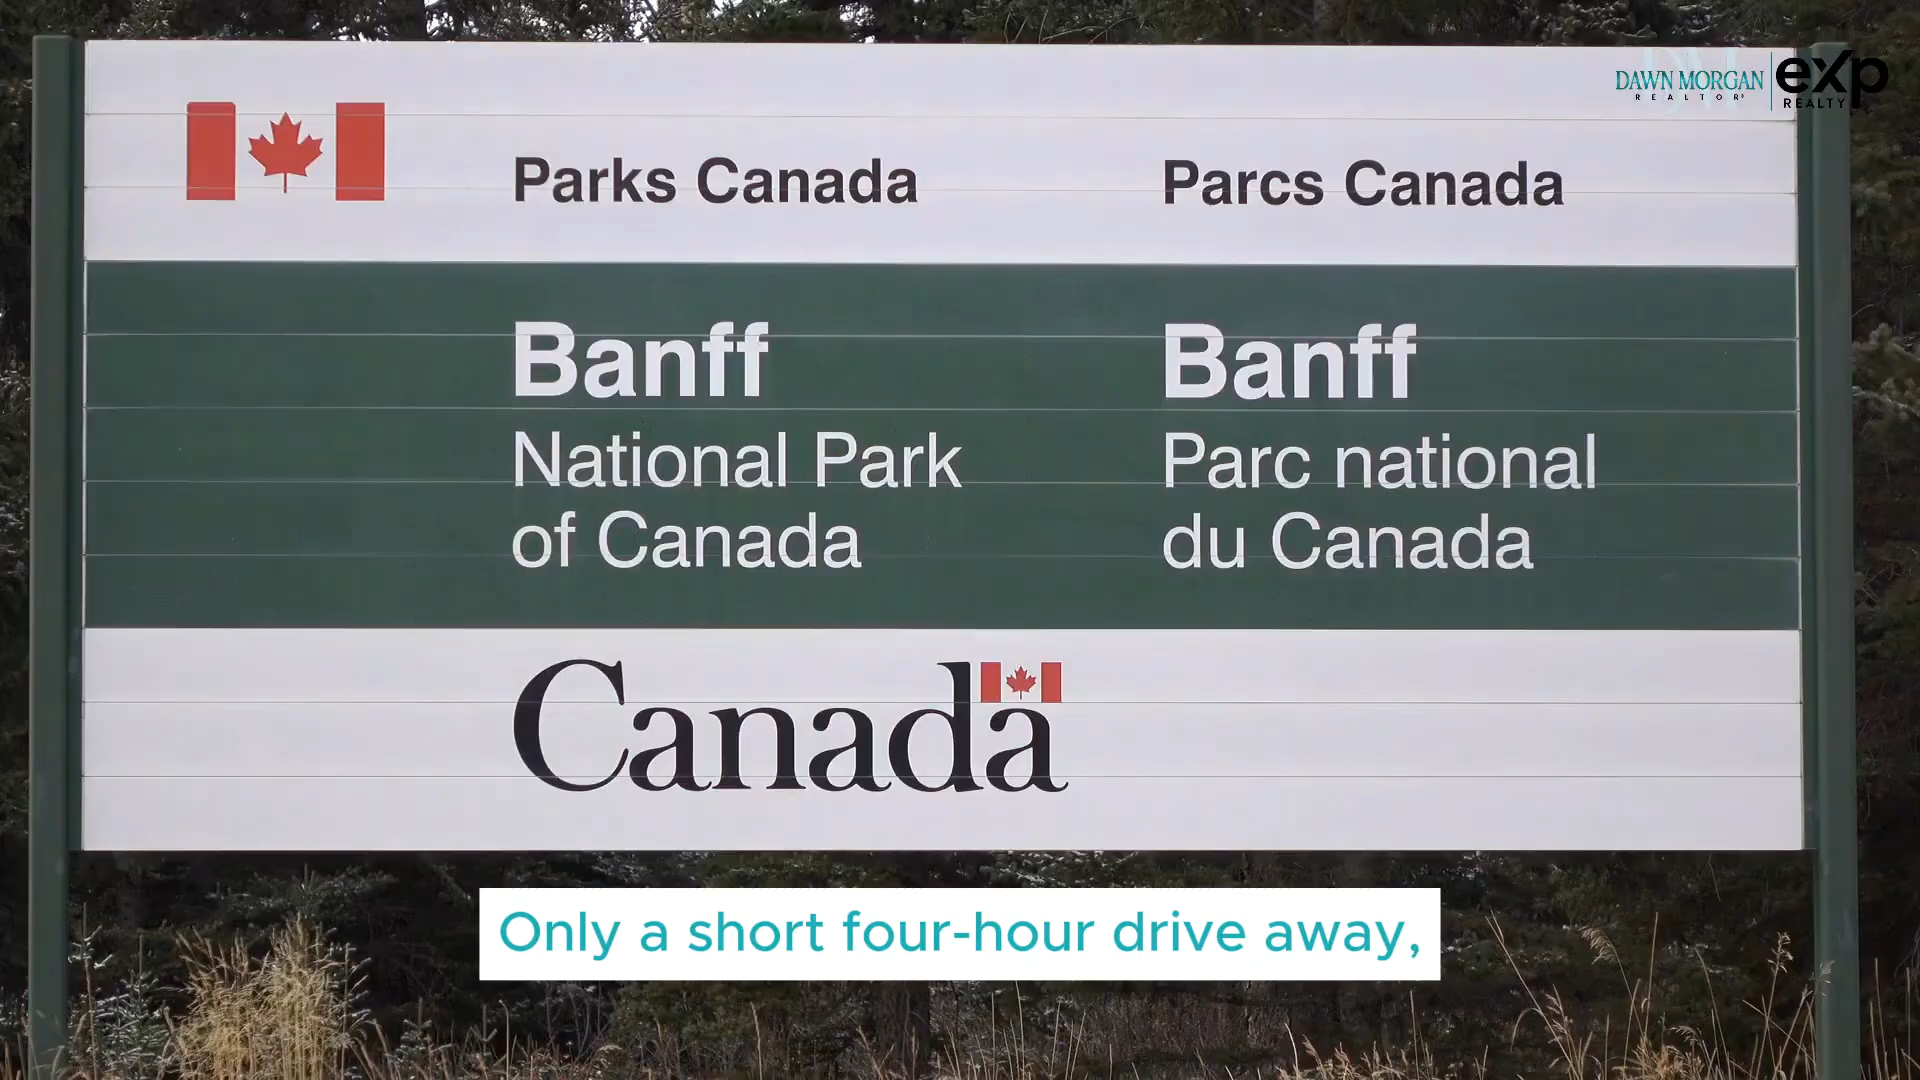 DAWN MORGAN
REALTOR®
eXp
REALTY
Parks Canada
Parcs Canada
Banff
National Park
of Canada
Banff
Parc national
du Canada
Canada
Only a short four-hour drive away,